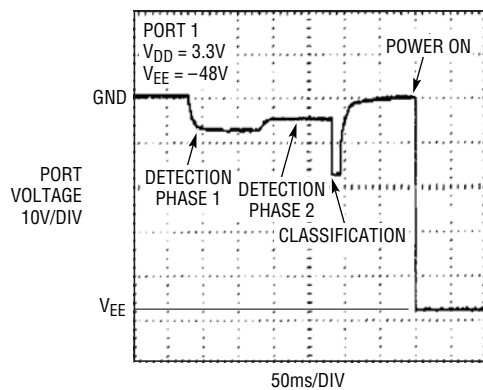 PORT 1
VDD = 3.3V
VEE = –48V
POWER ON
GND
PORT
VOLTAGE
10V/DIV
DETECTION
PHASE 1
DETECTION
PHASE 2
CLASSIFICATION
VEE
50ms/DIV